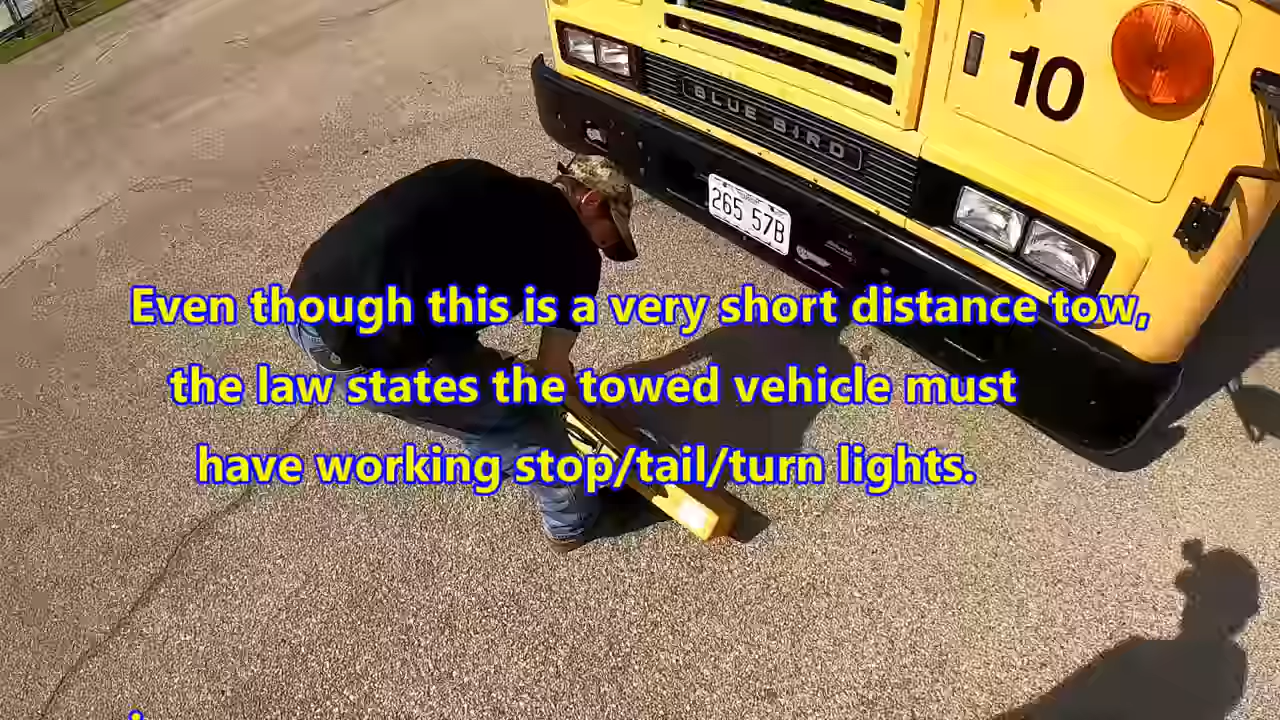 10
BLUE BIRD
265 57B
Even though this is a very short distance tow,
the law states the towed vehicle must
have working stop/tail/turn lights.